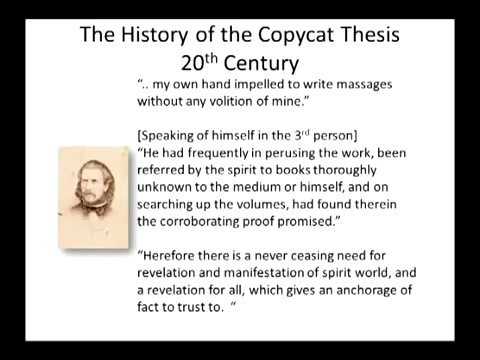 The History of the Copycat Thesis
20th Century
".. my own hand impelled to write massages
without any volition of mine."
[Speaking of himself in the 3rd person]
"He had frequently in perusing the work, been
referred by the spirit to books thoroughly
unknown to the medium or himself, and on
searching up the volumes, had found therein
the corroborating proof promised."
"Herefore there is a never ceasing need for
revelation and manifestation of spirit world, and
a revelation for all, which gives an anchorage of
fact to trust to. "